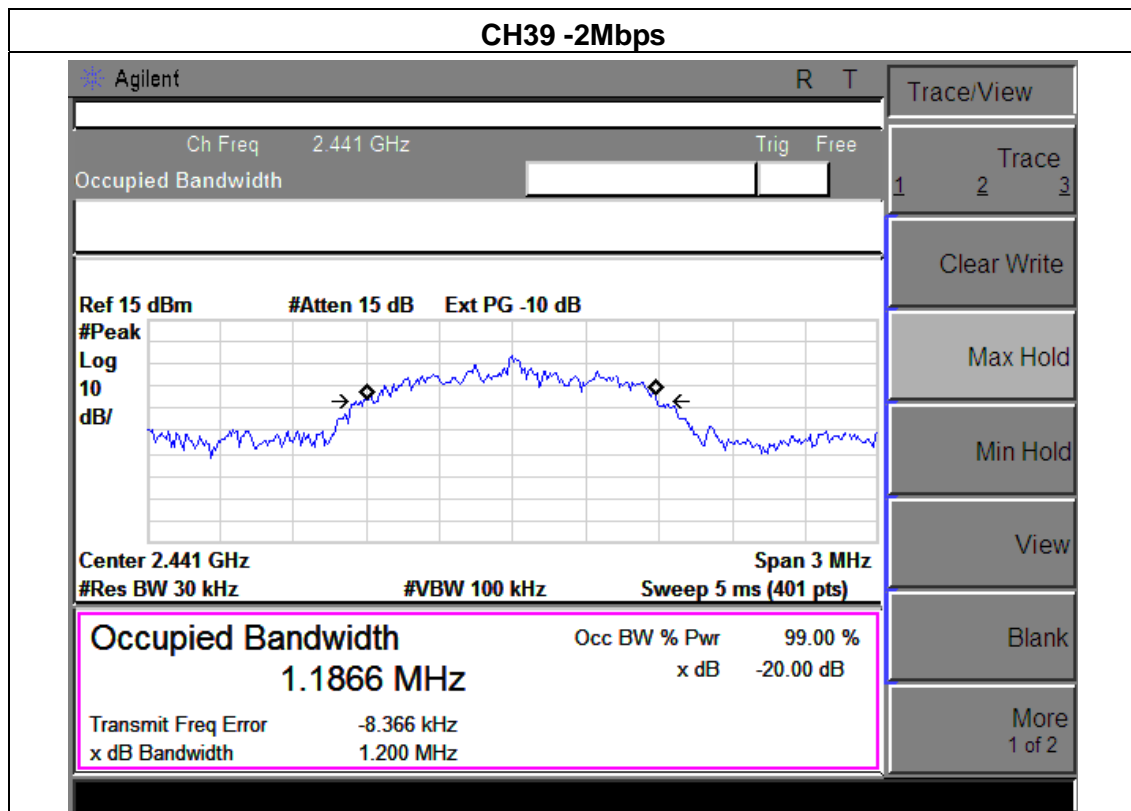 CH39 -2Mbps
Agilent R T
Ch Freq 2.441 GHz Trig Free
Occupied Bandwidth
Ref 15 dBm #Atten 15 dB Ext PG -10 dB
#Peak
Log
10
dB/
Center 2.441 GHz Span 3 MHz
#Res BW 30 kHz #VBW 100 kHz Sweep 5 ms (401 pts)
Occupied Bandwidth Occ BW % Pwr 99.00 %
1.1866 MHz x dB -20.00 dB
Transmit Freq Error -8.366 kHz
x dB Bandwidth 1.200 MHz
Trace/View
Trace
1 2 3
Clear Write
Max Hold
Min Hold
View
Blank
More
1 of 2